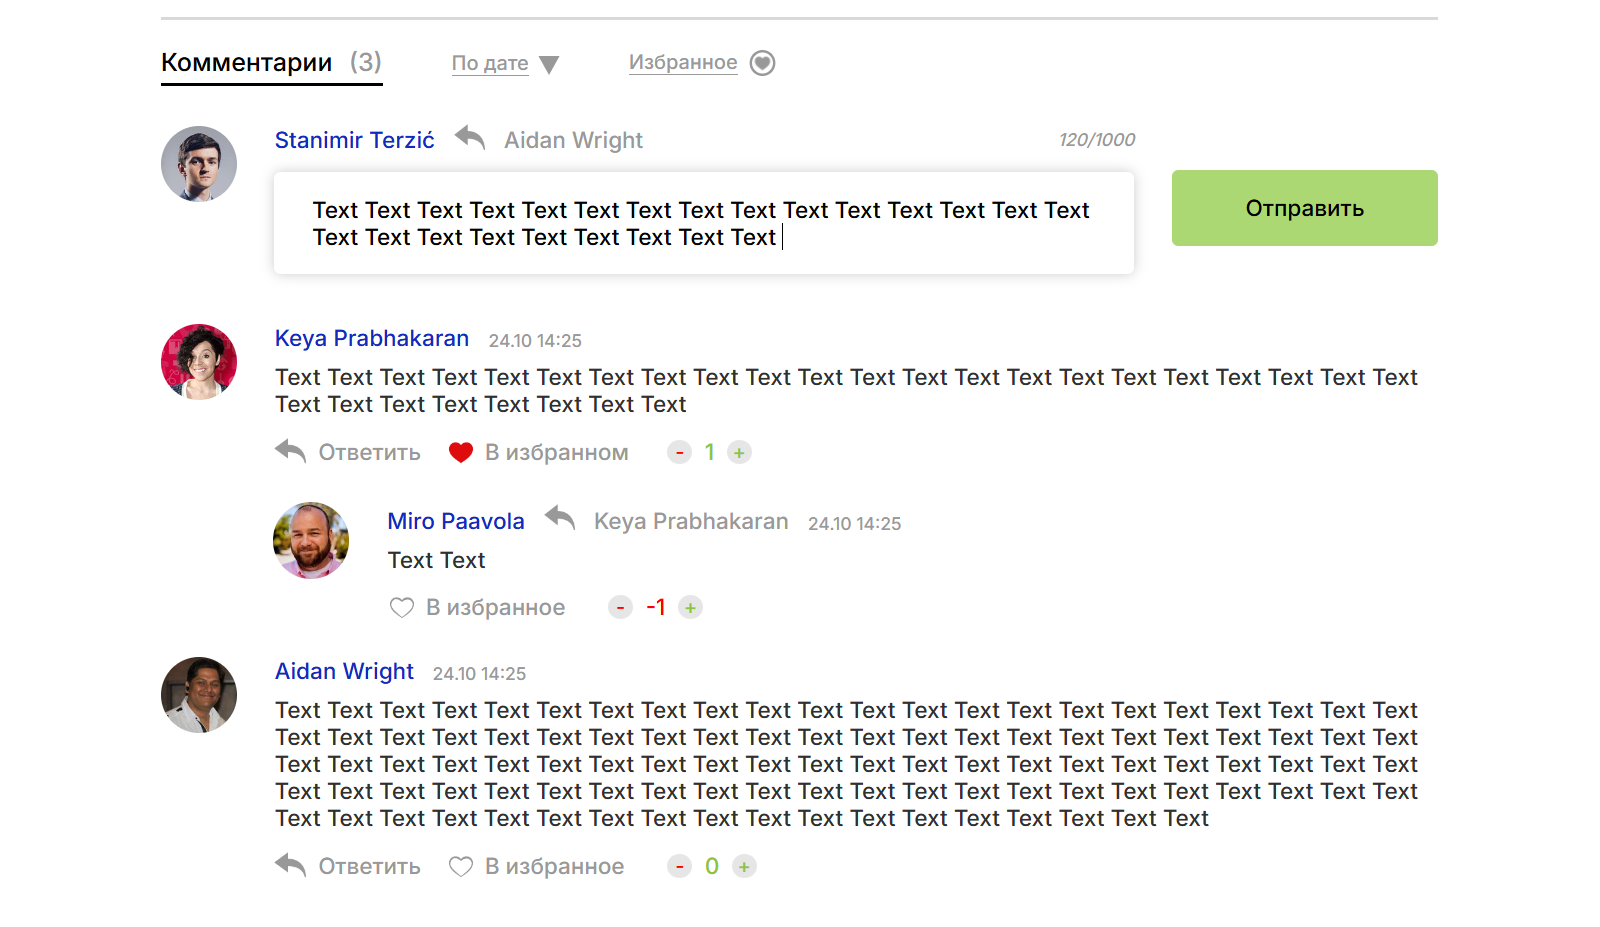 Комментарии (3) По дате Избранное
Stanimir Terzić Aidan Wright 120/1000
Text Text Text Text Text Text Text Text Text Text Text Text Text Text Text
Text Text Text Text Text Text Text Text Text
Отправить
Keya Prabhakaran 24.10 14:25
Text Text Text Text Text Text Text Text Text Text Text Text Text Text Text Text Text Text Text Text Text Text
Text Text Text Text Text Text Text Text
Ответить В избранном - 1 +
Miro Paavola Keya Prabhakaran 24.10 14:25
Text Text
В избранное - -1 +
Aidan Wright 24.10 14:25
Text Text Text Text Text Text Text Text Text Text Text Text Text Text Text Text Text Text Text Text Text Text
Text Text Text Text Text Text Text Text Text Text Text Text Text Text Text Text Text Text Text Text Text Text
Text Text Text Text Text Text Text Text Text Text Text Text Text Text Text Text Text Text Text Text Text Text
Text Text Text Text Text Text Text Text Text Text Text Text Text Text Text Text Text Text Text Text Text Text
Text Text Text Text Text Text Text Text Text Text Text Text Text Text Text Text Text Text
Ответить В избранное - 0 +